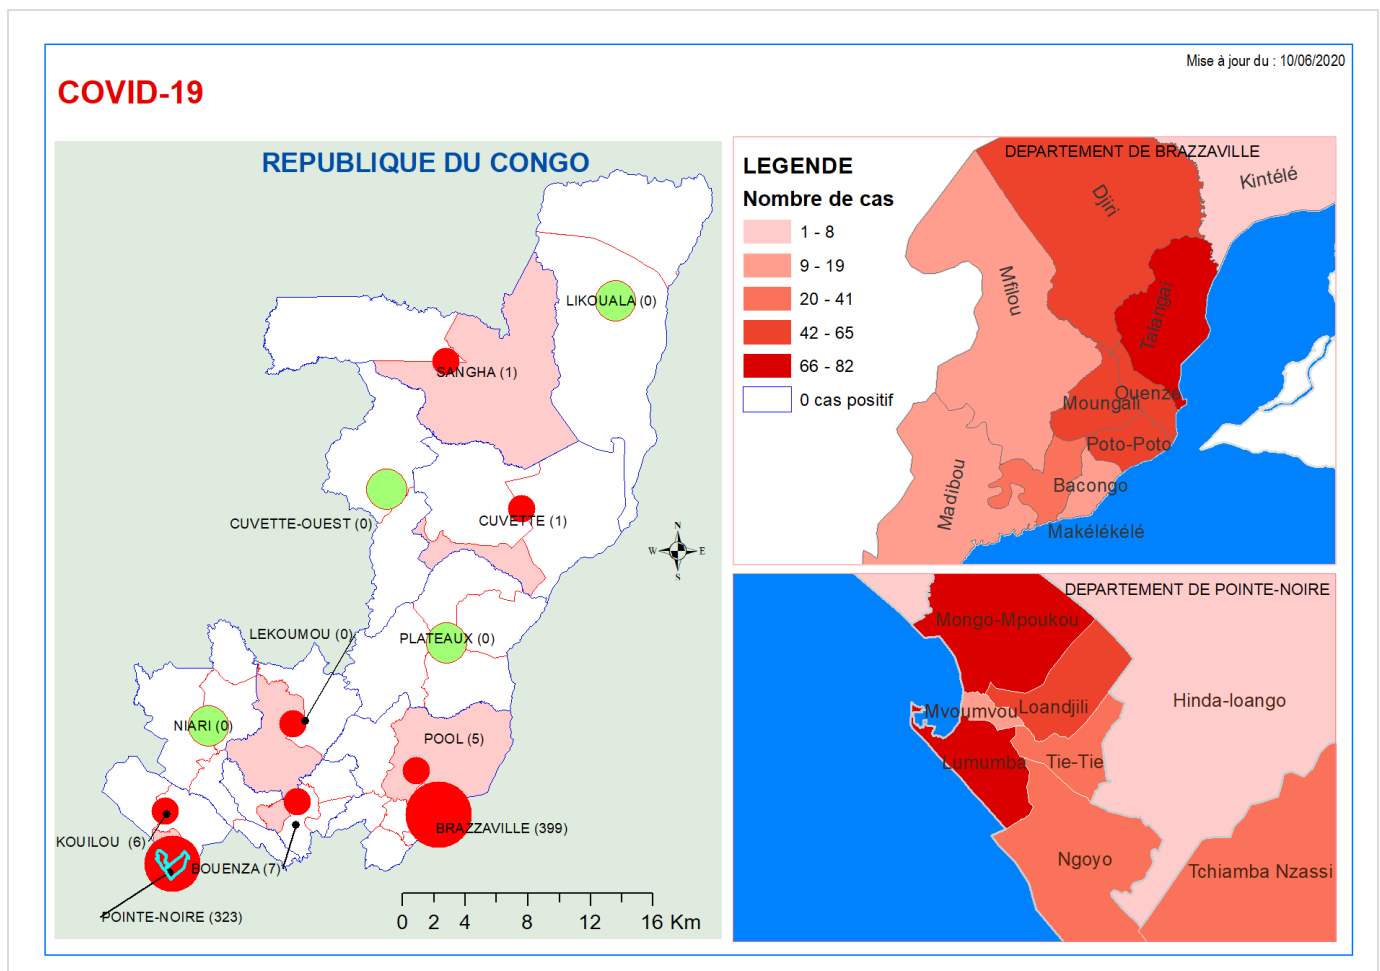 Mise à jour du : 10/06/2020
COVID-19
REPUBLIQUE DU CONGO
LIKOUALA (0)
SANGHA (1)
CUVETTE-OUEST (0)
CUVETTE (1)
N
W E
S
LEKOUMOU (0)
PLATEAUX (0)
NIARI (0)
POOL (5)
BRAZZAVILLE (399)
KOUILOU (6)
BOUENZA (7)
POINTE-NOIRE (323)
0 2 4 8 12 16 Km
LEGENDE
Nombre de cas
1 - 8
9 - 19
20 - 41
42 - 65
66 - 82
0 cas positif
DEPARTEMENT DE BRAZZAVILLE
Kintélé
Djiri
Mfilou
Talangai
Ouenze
Moungali
Poto-Poto
Bacongo
Madibou
Makélékélé
DEPARTEMENT DE POINTE-NOIRE
Mongo-Mpoukou
Hinda-loango
Mvoumvou
Loandjili
Lumumba
Tie-Tie
Ngoyo
Tchiamba Nzassi